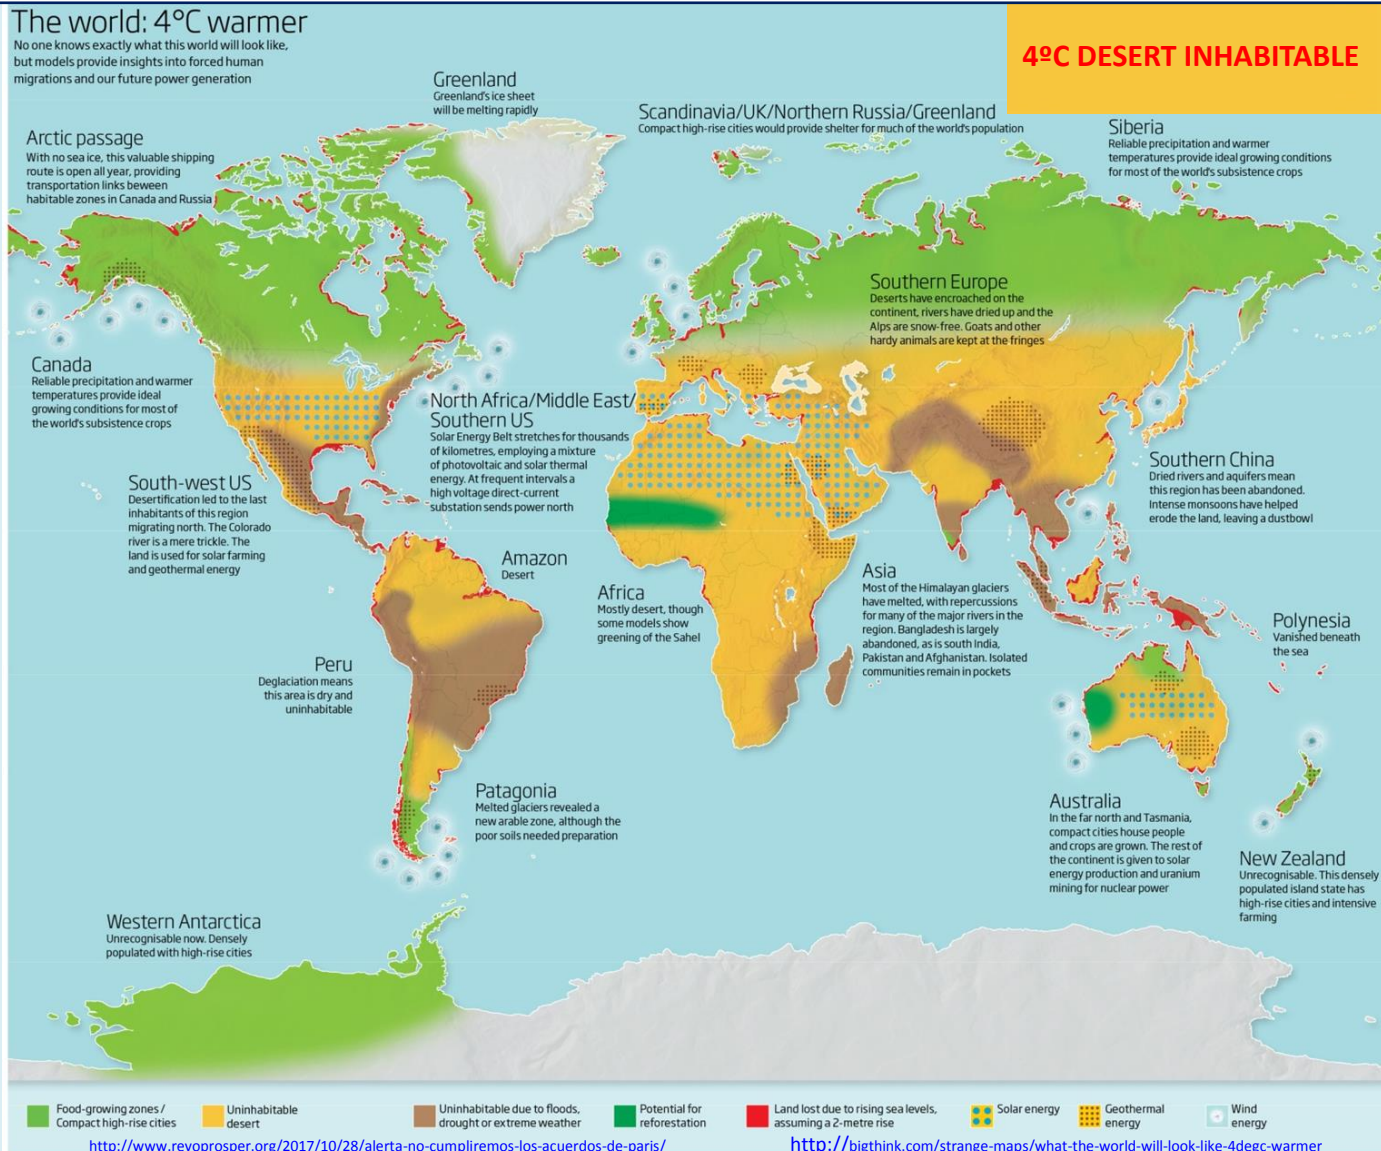 The world: 4°C warmer
No one knows exactly what this world will look like,
but models provide insights into forced human
migrations and our future power generation
4ºC DESERT INHABITABLE
Greenland
Greenland's ice sheet
will be melting rapidly
Scandinavia/UK/Northern Russia/Greenland
Compact high-rise cities would provide shelter for much of the world's population
Siberia
Reliable precipitation and warmer
temperatures provide ideal growing conditions
for most of the world's subsistence crops
Arctic passage
With no sea ice, this valuable shipping
route is open all year, providing
transportation links beween
habitable zones in Canada and Russia
Southern Europe
Deserts have encroached on the
continent, rivers have dried up and the
Alps are snow-free. Goats and other
hardy animals are kept at the fringes
Canada
Reliable precipitation and warmer
temperatures provide ideal
growing conditions for most of
the world's subsistence crops
North Africa/Middle East/
Southern US
Solar Energy Belt stretches for thousands
of kilometres, employing a mixture
of photovoltaic and solar thermal
energy. At frequent intervals a
high voltage direct-current
substation sends power north
South-west US
Desertification led to the last
inhabitants of this region
migrating north. The Colorado
river is a mere trickle. The
land is used for solar farming
and geothermal energy
Southern China
Dried rivers and aquifers mean
this region has been abandoned.
Intense monsoons have helped
erode the land, leaving a dustbowl
Amazon
Desert
Africa
Mostly desert, though
some models show
greening of the Sahel
Asia
Most of the Himalayan glaciers
have melted, with repercussions
for many of the major rivers in the
region. Bangladesh is largely
abandoned, as is south India,
Pakistan and Afghanistan. Isolated
communities remain in pockets
Polynesia
Vanished beneath
the sea
Peru
Deglaciation means
this area is dry and
uninhabitable
Patagonia
Melted glaciers revealed a
new arable zone, although the
poor soils needed preparation
Australia
In the far north and Tasmania,
compact cities house people
and crops are grown. The rest of
the continent is given to solar
energy production and uranium
mining for nuclear power
New Zealand
Unrecognisable. This densely
populated island state has
high-rise cities and intensive
farming
Western Antarctica
Unrecognisable now. Densely
populated with high-rise cities
Food-growing zones /
Compact high-rise cities
Uninhabitable
desert
Uninhabitable due to floods,
drought or extreme weather
Potential for
reforestation
Land lost due to rising sea levels,
assuming a 2-metre rise
Solar energy
Geothermal
energy
Wind
energy
http://www.revoprosper.org/2017/10/28/alerta-no-cumpliremos-los-acuerdos-de-paris/
http://bigthink.com/strange-maps/what-the-world-will-look-like-4degc-warmer